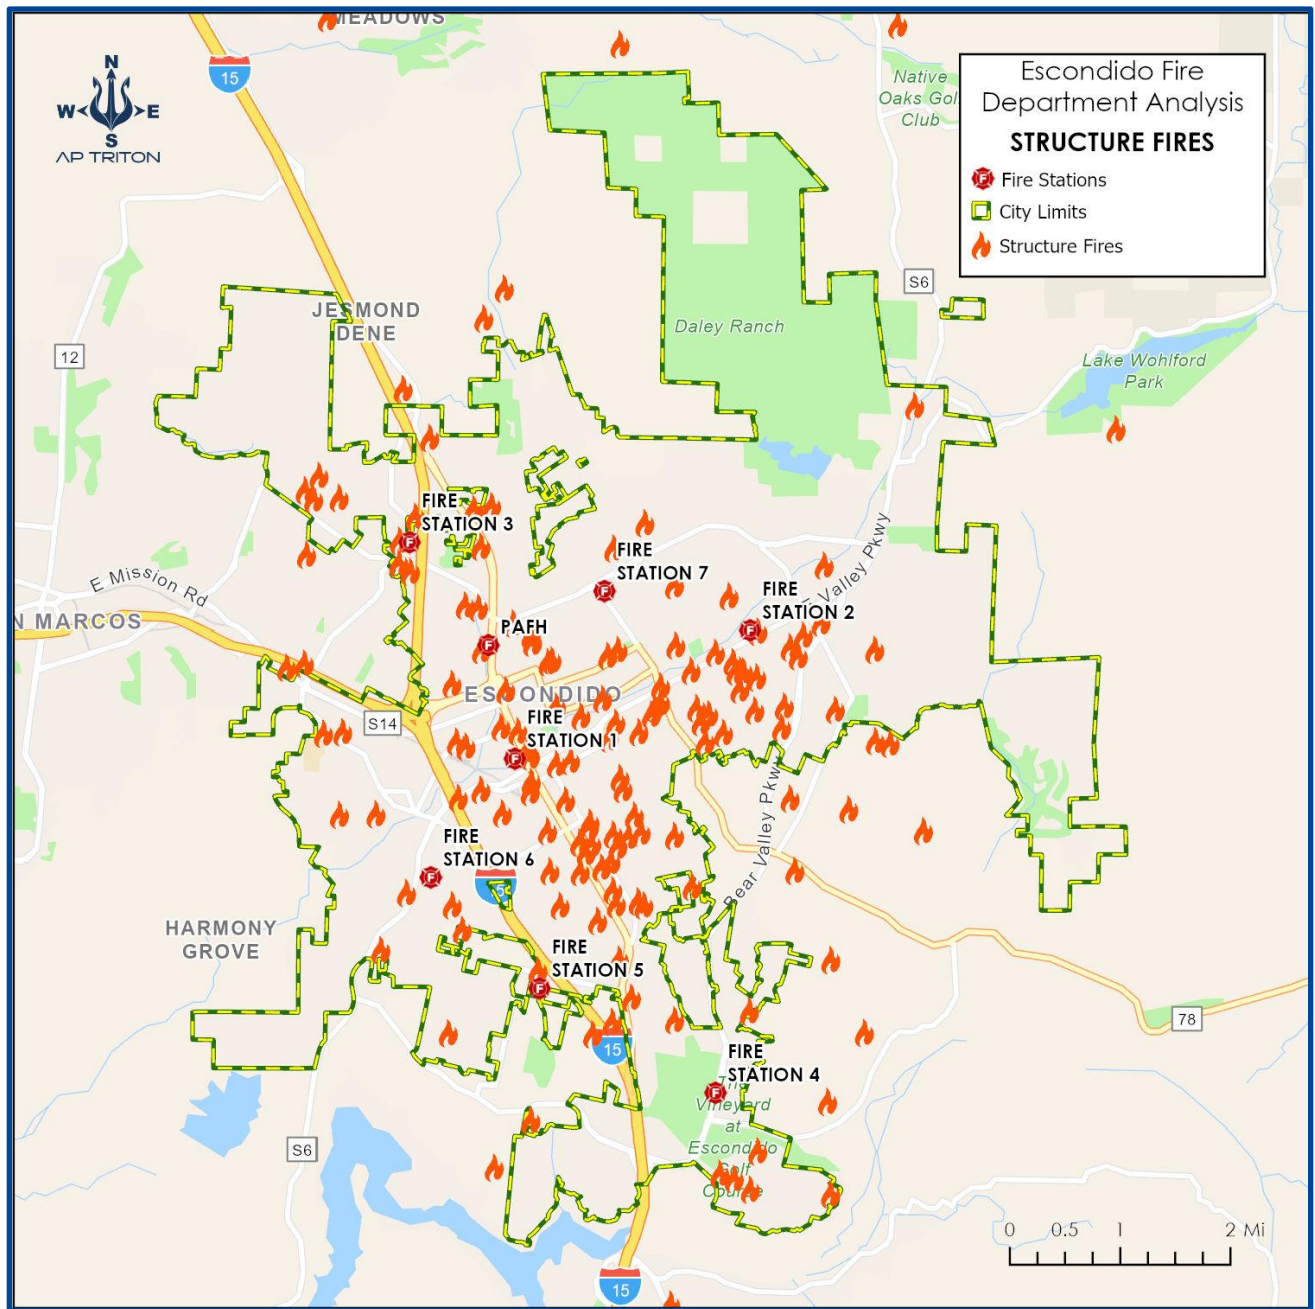 MEADOWS
15
N
W E
S
AP TRITON
Native
Oaks Gol
Club
Escondido Fire
Department Analysis
STRUCTURE FIRES
F Fire Stations
City Limits
Structure Fires
S6
JESMOND
DENE
Daley Ranch
12
Lake Wohlford
Park
FIRE
STATION 3
F
E Mission Rd
N MARCOS
FIRE
STATION 7
F
Valley Pkwy
FIRE
STATION 2
F
PAFH
F
ESCONDIDO
S14
FIRE
STATION 1
F
Bear Valley Pkwy
FIRE
STATION 6
F
5
HARMONY
GROVE
FIRE
STATION 5
F
78
15
FIRE
STATION 4
F
The
Vineyard
at
Escondido
Golf
Course
S6
0 0.5 1 2 Mi
15